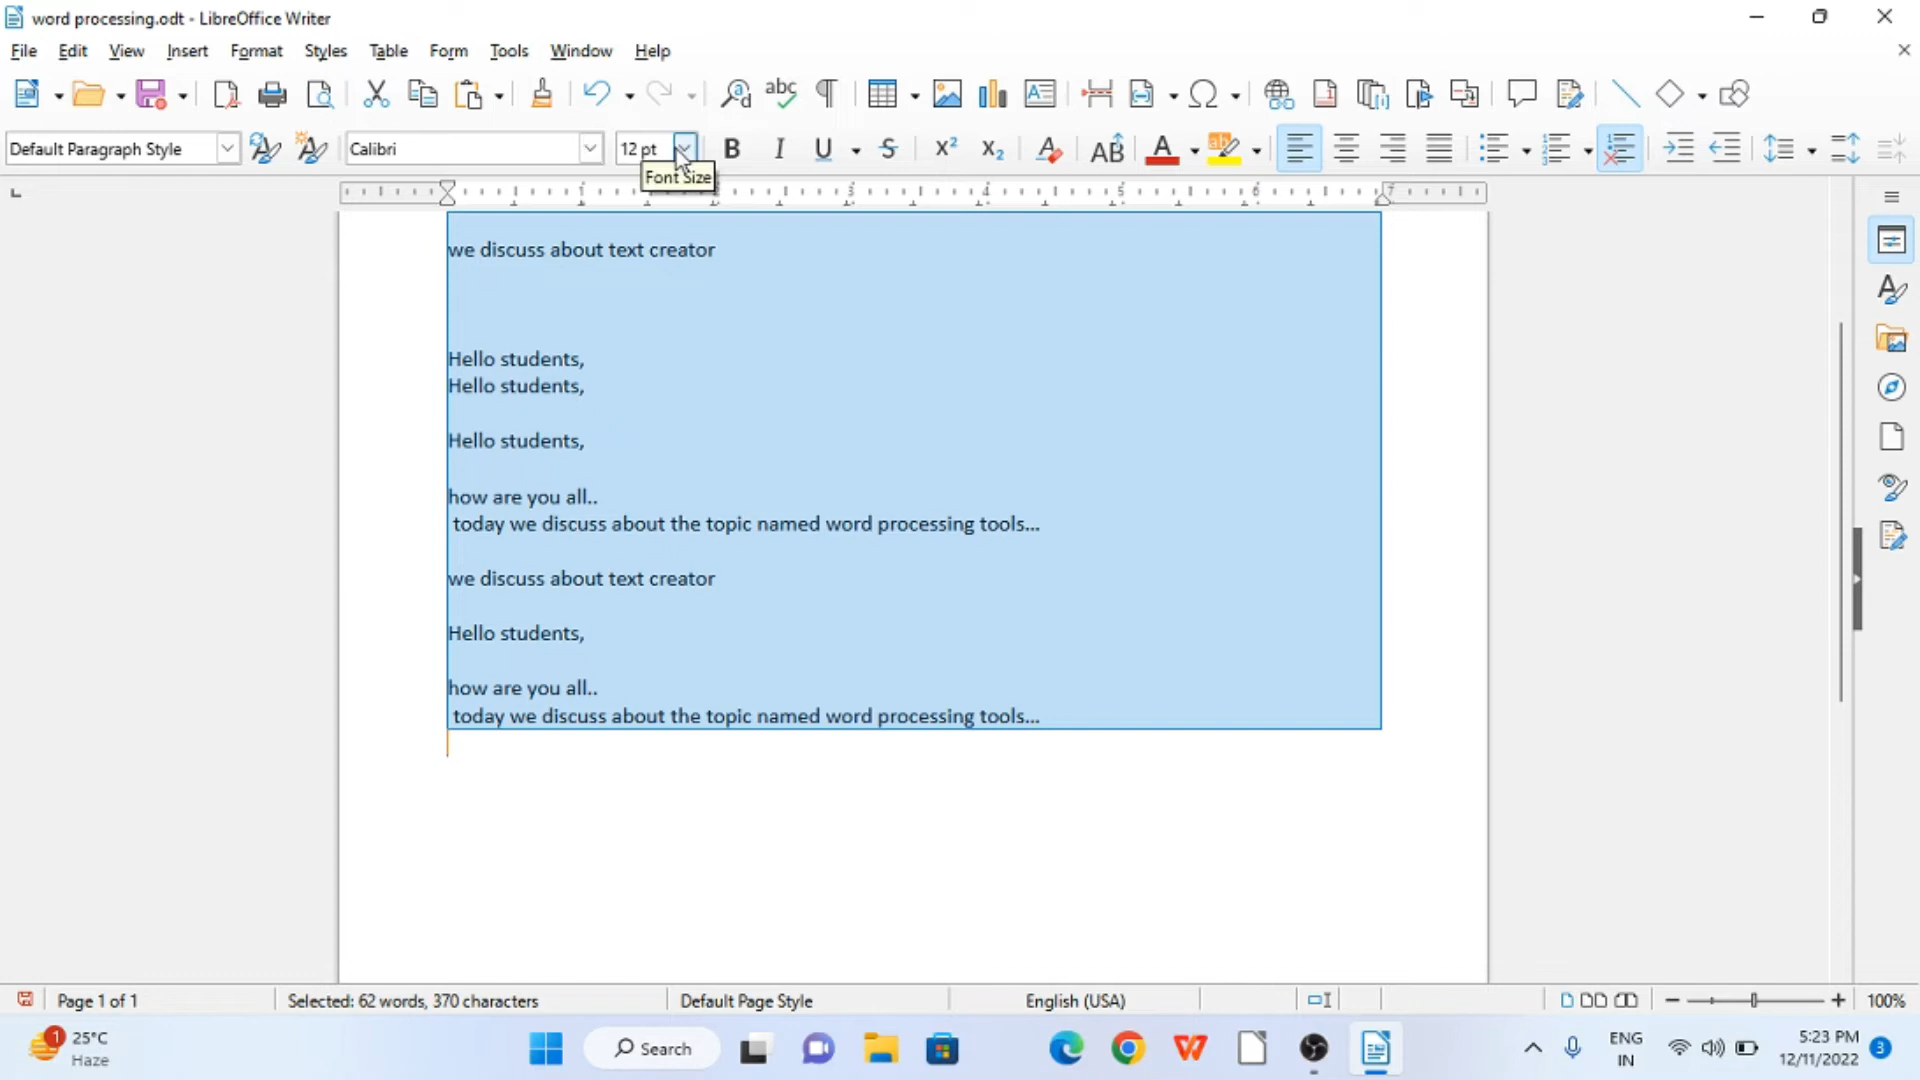 word processing.odt - LibreOffice Writer
File Edit View Insert Format Styles Table Form Tools Window Help
Default Paragraph Style Calibri 12 pt
Font Size
we discuss about text creator
Hello students,
Hello students,
Hello students,
how are you all..
today we discuss about the topic named word processing tools...
we discuss about text creator
Hello students,
how are you all..
today we discuss about the topic named word processing tools...
Page 1 of 1 Selected: 62 words, 370 characters Default Page Style English (USA) 100%
1 25°C
Haze
Search
ENG
IN
5:23 PM
12/11/2022
3